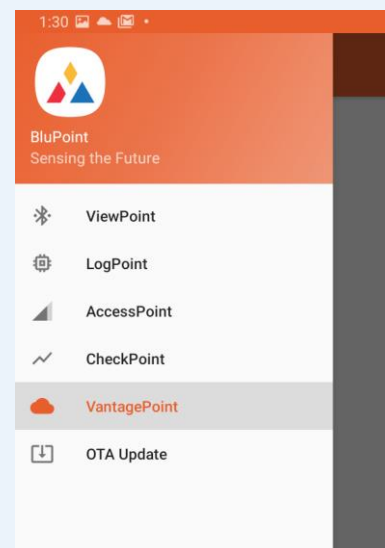 1:30
BluPoint
Sensing the Future
ViewPoint
LogPoint
AccessPoint
CheckPoint
VantagePoint
OTA Update